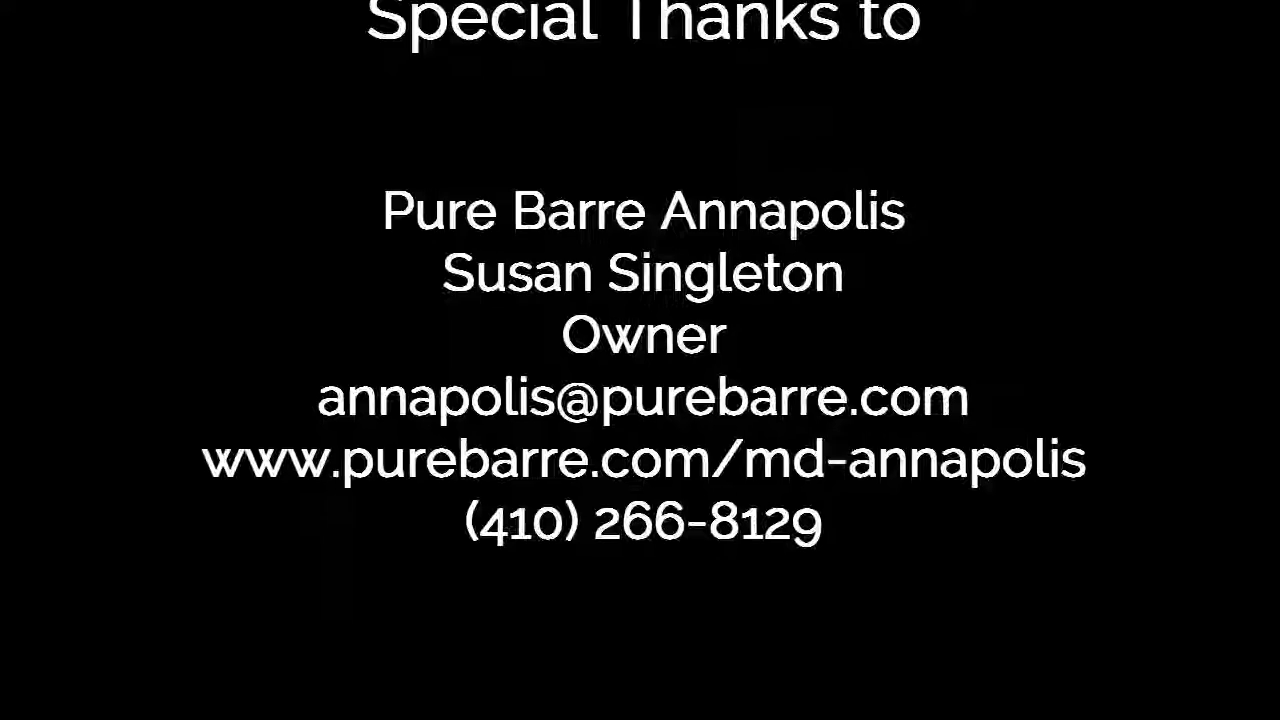 Special Thanks to
Pure Barre Annapolis
Susan Singleton
Owner
annapolis@purebarre.com
www.purebarre.com/md-annapolis
(410) 266-8129